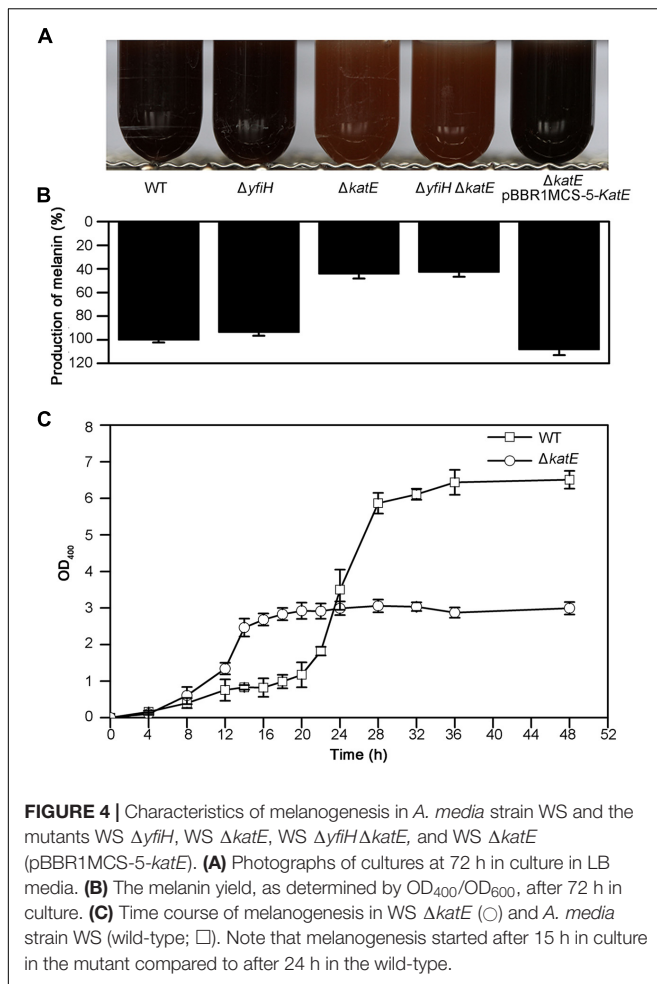 A
WT
ΔyfiH
ΔkatE
ΔyfiH ΔkatE
ΔkatE
pBBR1MCS-5-KatE
B
Production of melanin (%)
0
20
40
60
80
100
120
C
8
7
6
5
4
3
2
1
0
OD400
WT
ΔkatE
0 4 8 12 16 20 24 28 32 36 40 44 48 52
Time (h)
FIGURE 4 | Characteristics of melanogenesis in A. media strain WS and the
mutants WS ΔyfiH, WS ΔkatE, WS ΔyfiHΔkatE, and WS ΔkatE
(pBBR1MCS-5-katE). (A) Photographs of cultures at 72 h in culture in LB
media. (B) The melanin yield, as determined by OD400/OD600, after 72 h in
culture. (C) Time course of melanogenesis in WS ΔkatE (○) and A. media
strain WS (wild-type; □). Note that melanogenesis started after 15 h in culture
in the mutant compared to after 24 h in the wild-type.